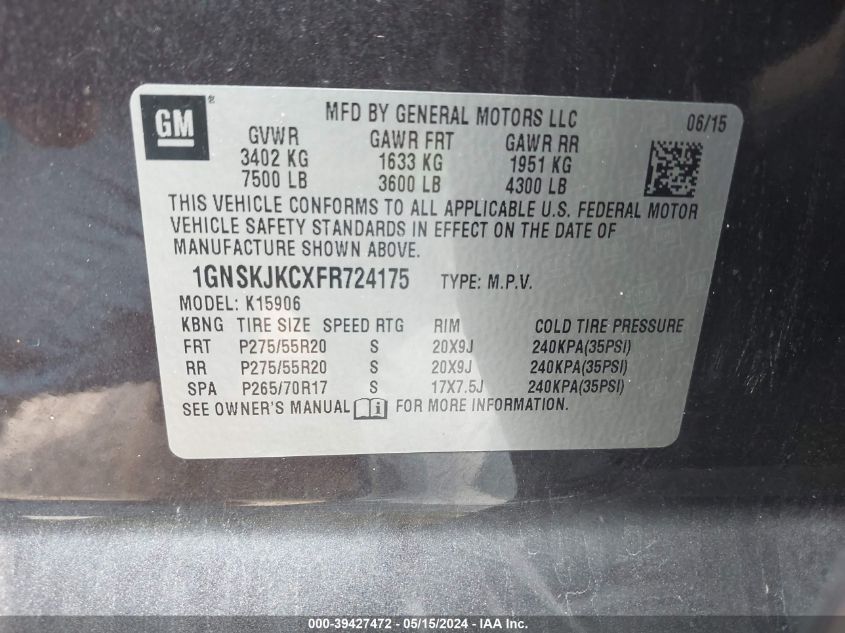 GM ®
MFD BY GENERAL MOTORS LLC 06/15
GVWR GAWR FRT GAWR RR
3402 KG 1633 KG 1951 KG
7500 LB 3600 LB 4300 LB
THIS VEHICLE CONFORMS TO ALL APPLICABLE U.S. FEDERAL MOTOR
VEHICLE SAFETY STANDARDS IN EFFECT ON THE DATE OF
MANUFACTURE SHOWN ABOVE.
1GNSKJKCXFR724175 TYPE: M.P.V.
MODEL: K15906
KBNG TIRE SIZE SPEED RTG RIM COLD TIRE PRESSURE
FRT P275/55R20 S 20X9J 240KPA(35PSI)
RR P275/55R20 S 20X9J 240KPA(35PSI)
SPA P265/70R17 S 17X7.5J 240KPA(35PSI)
SEE OWNER'S MANUAL FOR MORE INFORMATION.
000-39427472 - 05/15/2024 - IAA Inc.